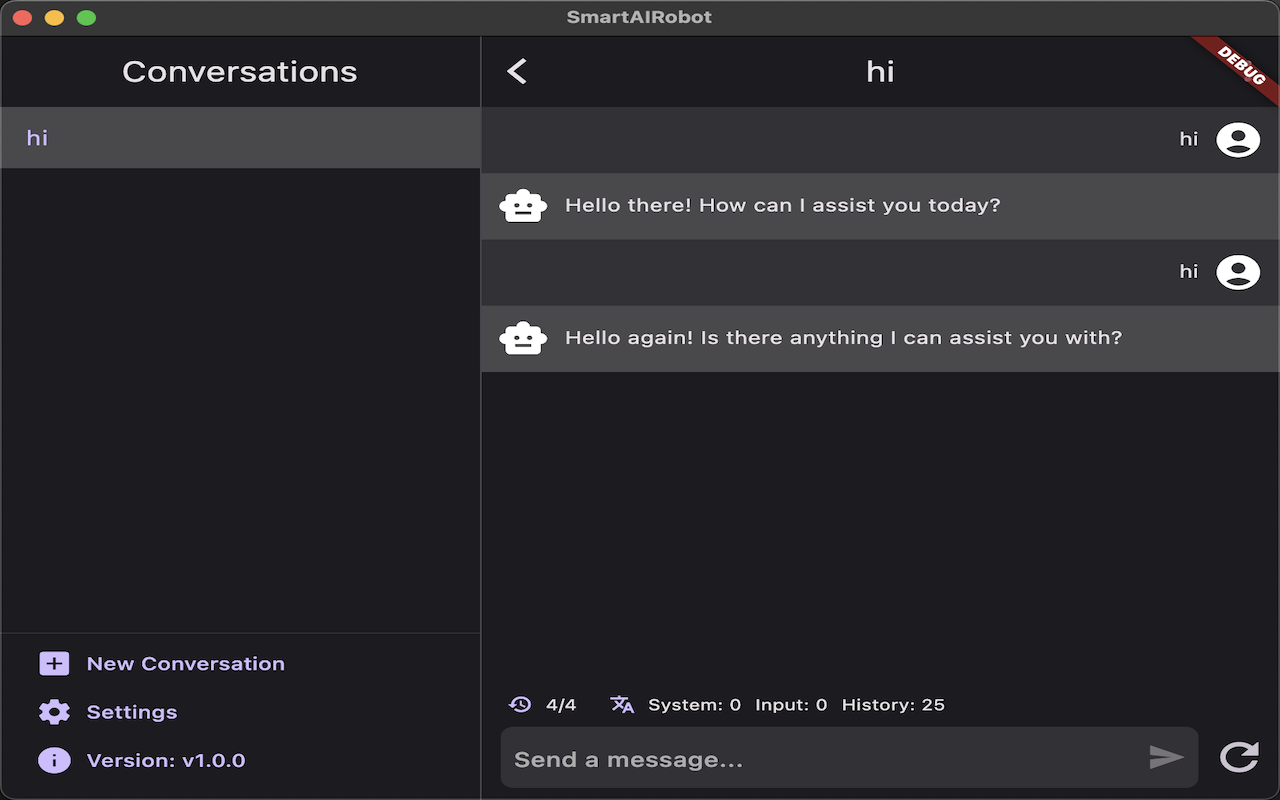 SmartAIRobot
Conversations
hi
New Conversation
Settings
Version: v1.0.0
hi
DEBUG
hi
Hello there! How can I assist you today?
hi
Hello again! Is there anything I can assist you with?
4/4 System: 0 Input: 0 History: 25
Send a message...